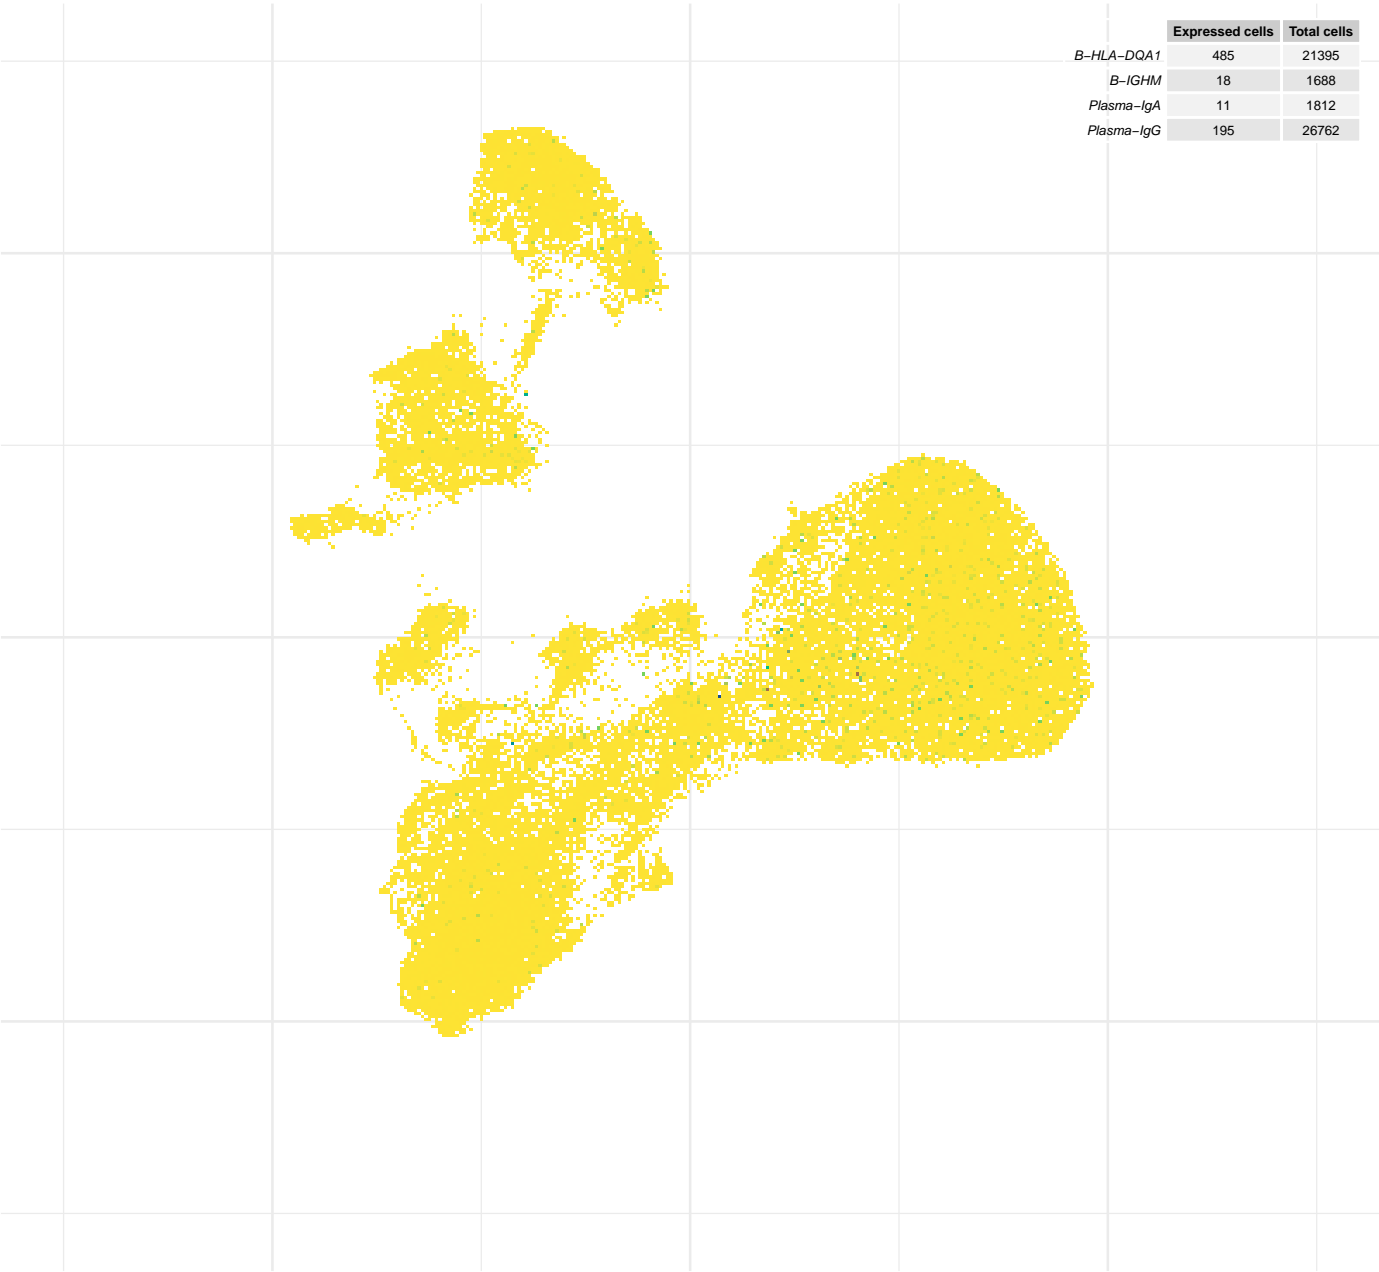 Expressed cells Total cells
B−HLA−DQA1 485 21395
B−IGHM 18 1688
Plasma−IgA 11 1812
Plasma−IgG 195 26762